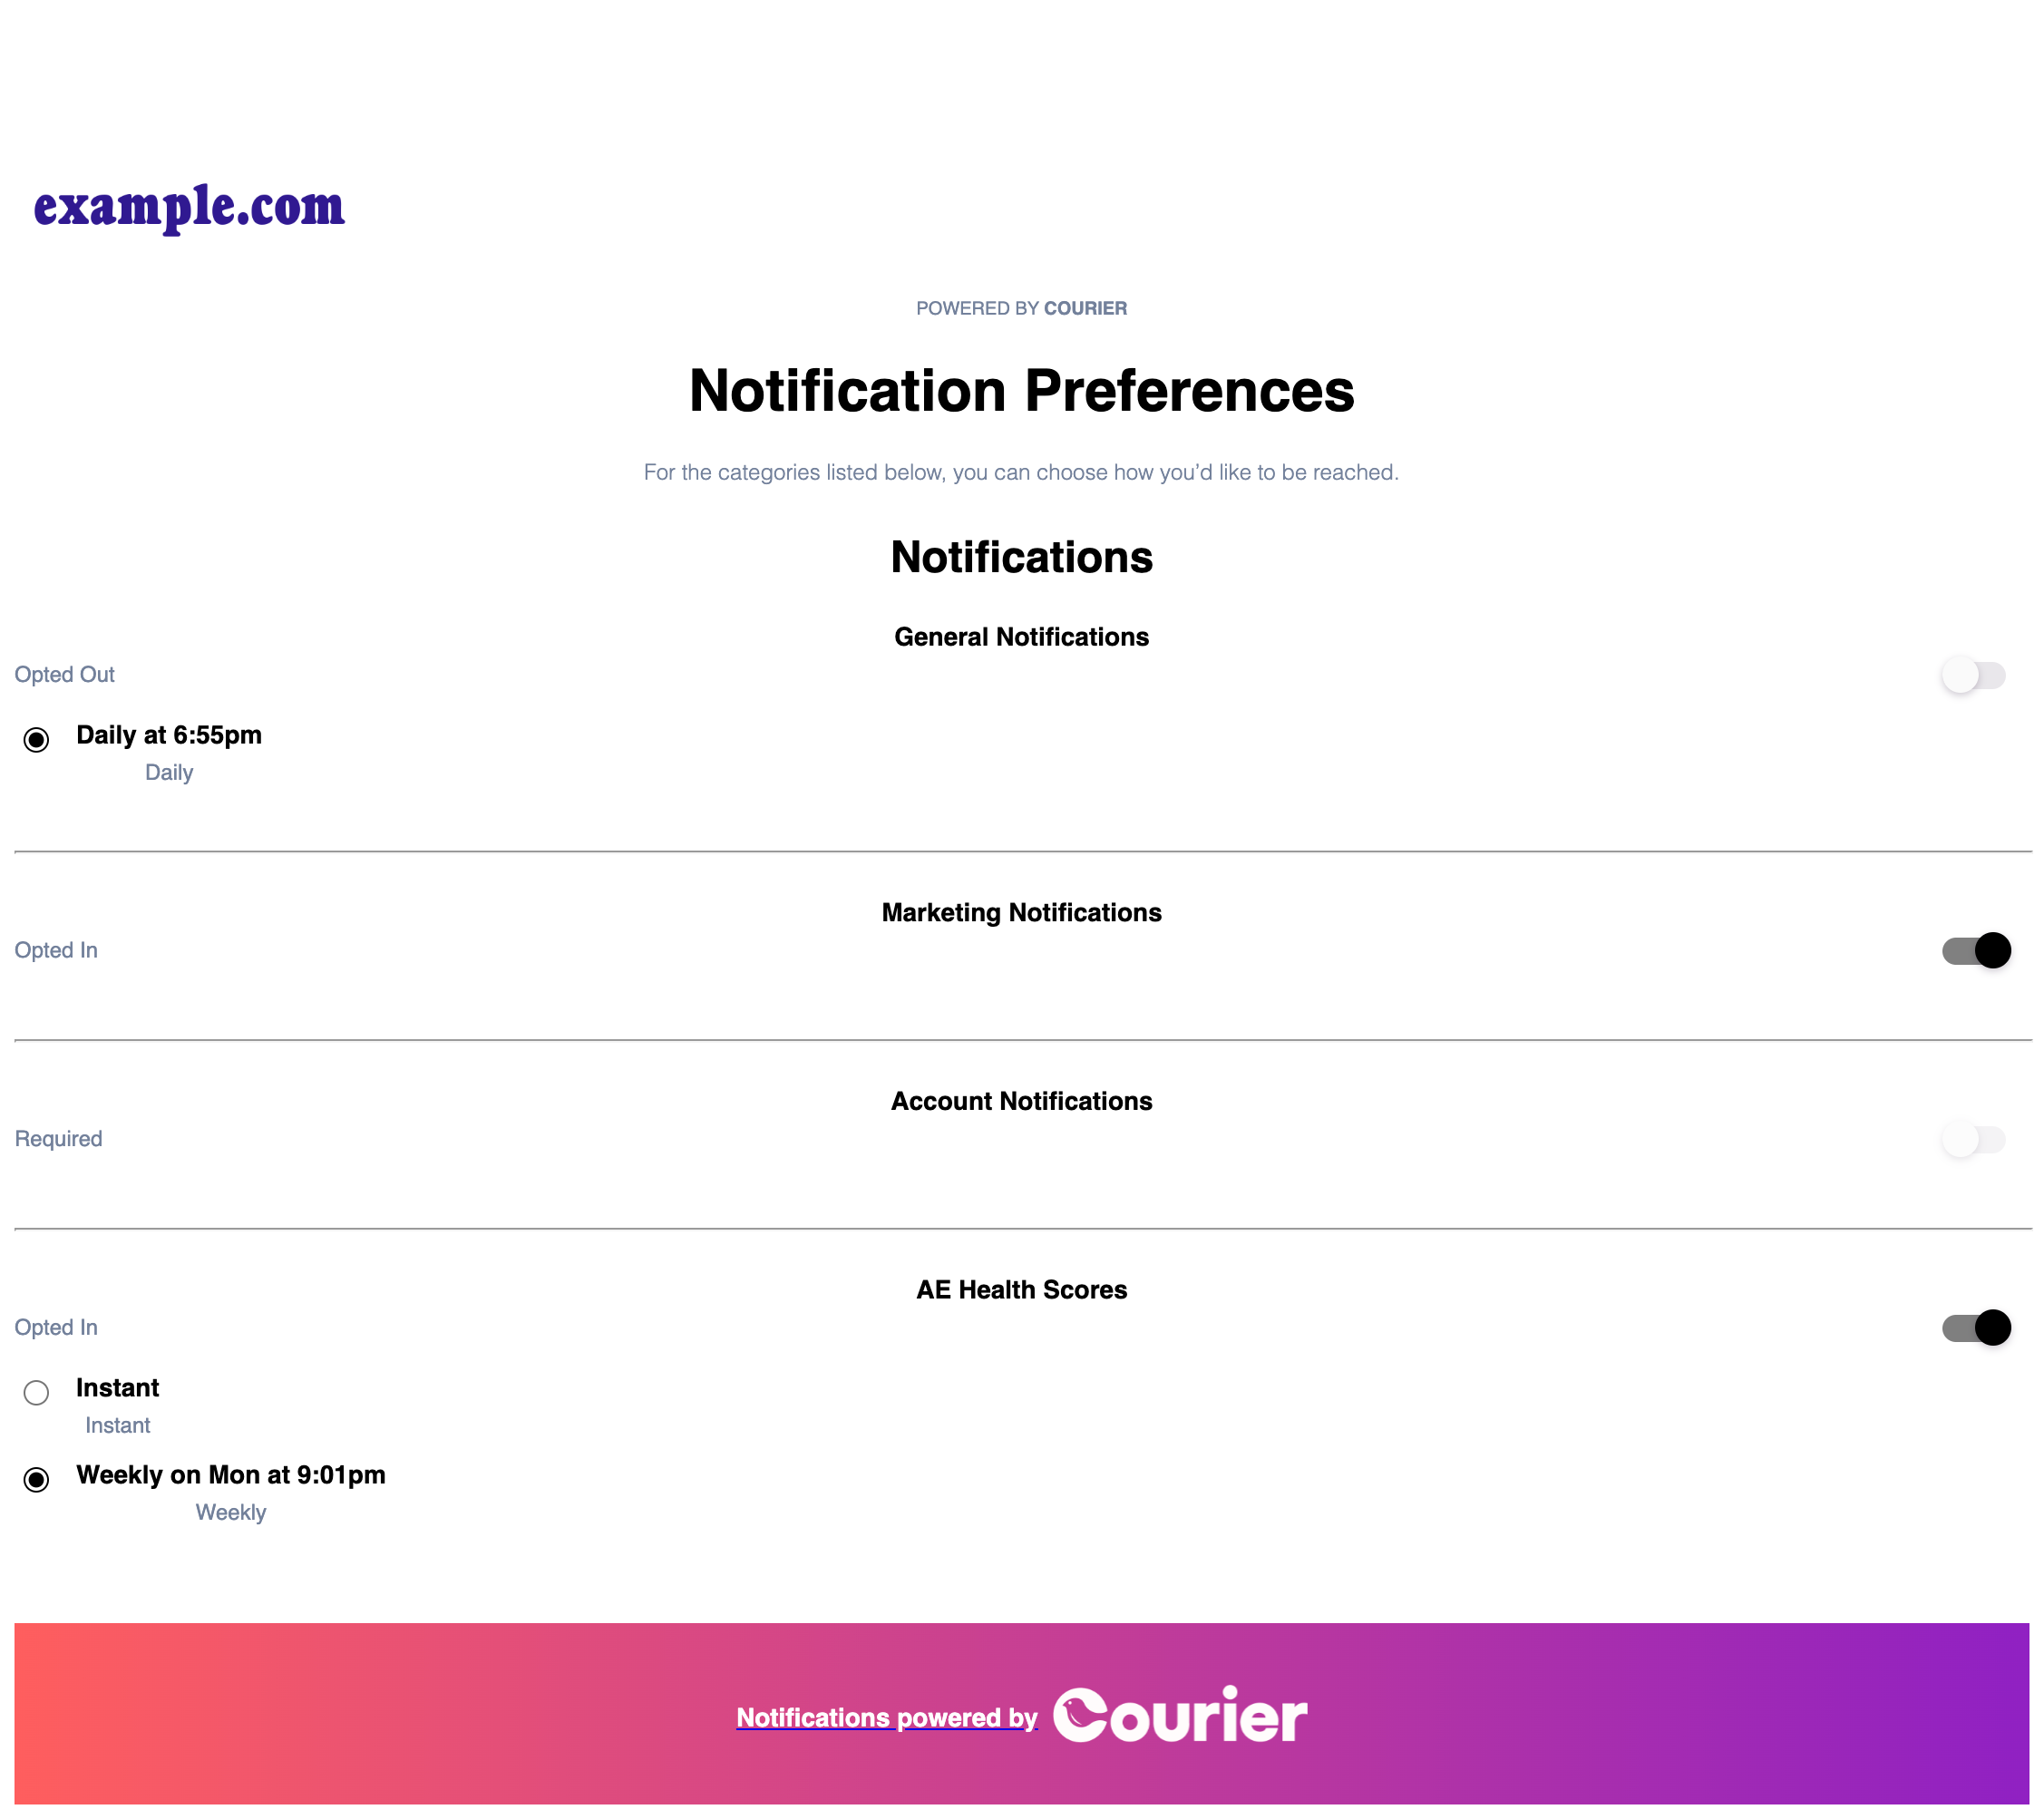 example.com
POWERED BY COURIER
Notification Preferences
For the categories listed below, you can choose how you’d like to be reached.
Notifications
General Notifications
Opted Out
Daily at 6:55pm
Daily
Marketing Notifications
Opted In
Account Notifications
Required
AE Health Scores
Opted In
Instant
Instant
Weekly on Mon at 9:01pm
Weekly
Notifications powered by Courier